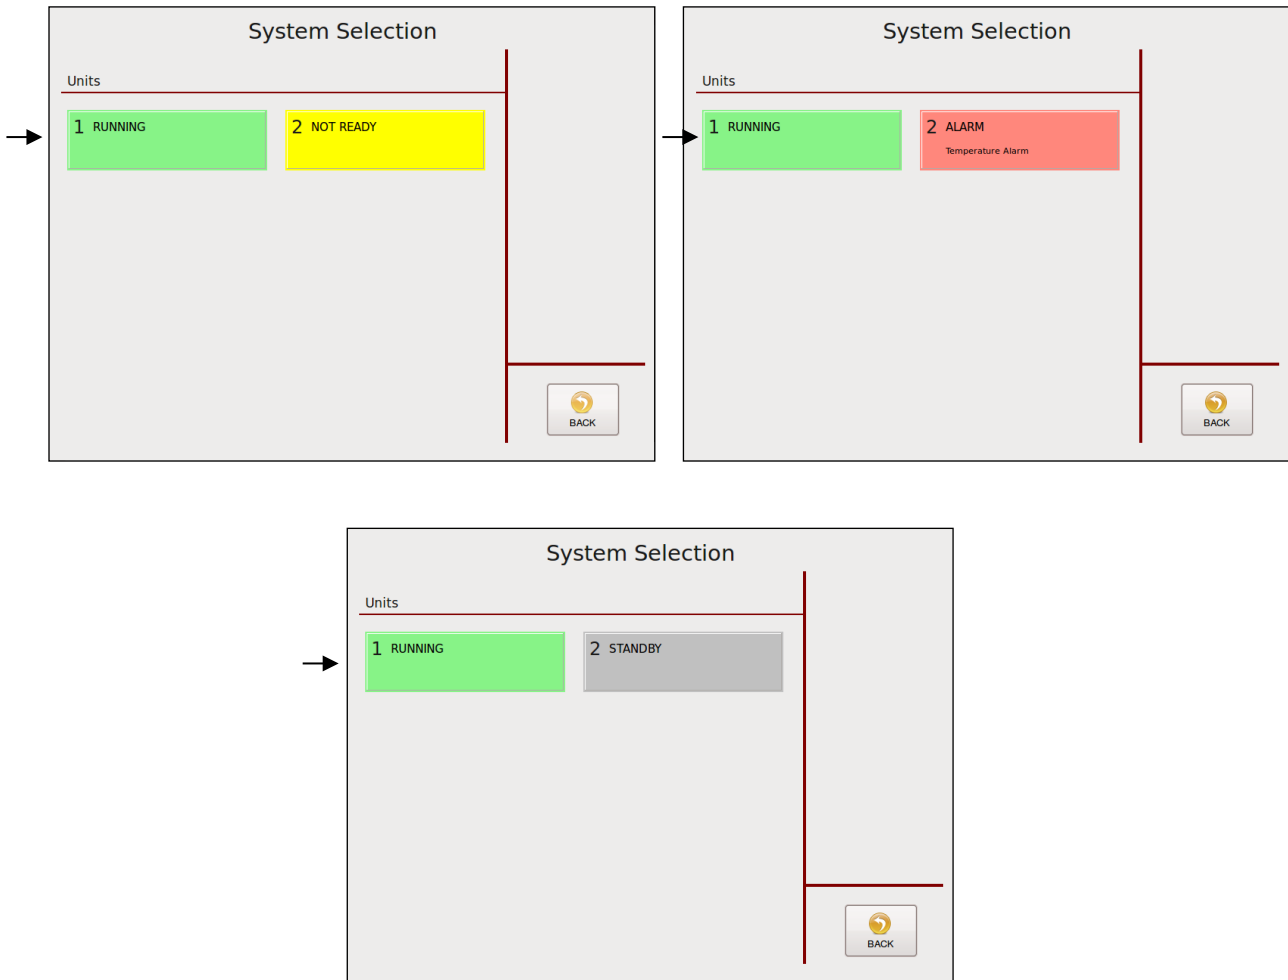 System Selection
Units
1 RUNNING
2 NOT READY
BACK
System Selection
Units
1 RUNNING
2 ALARM
Temperature Alarm
BACK
System Selection
Units
1 RUNNING
2 STANDBY
BACK